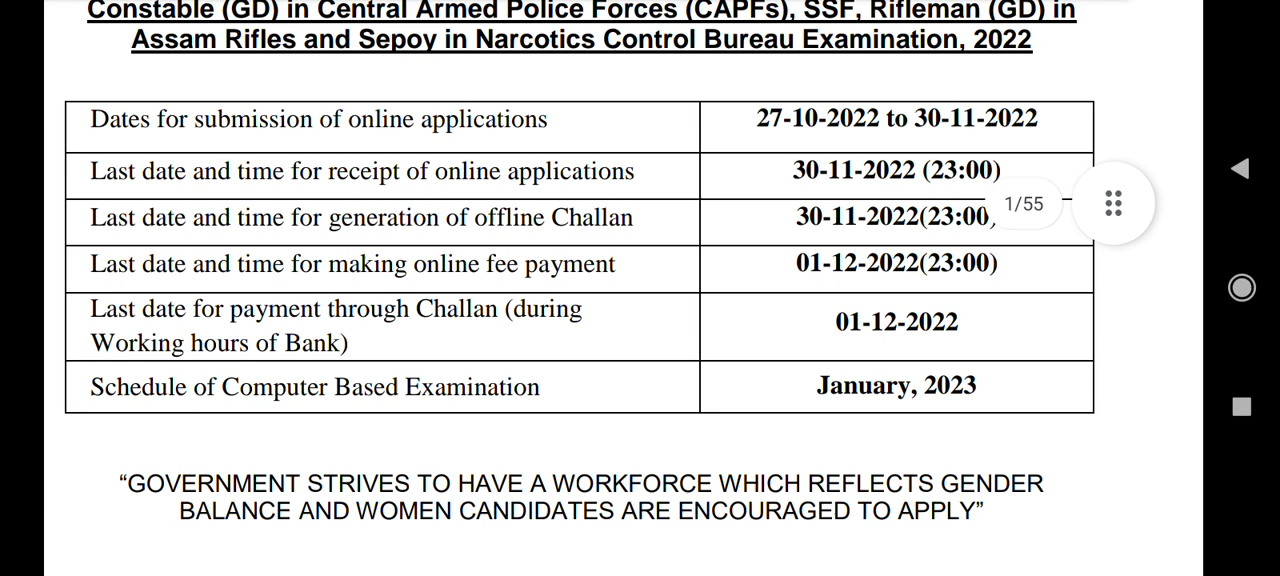 Constable (GD) in Central Armed Police Forces (CAPFs), SSF, Rifleman (GD) in
Assam Rifles and Sepoy in Narcotics Control Bureau Examination, 2022
Dates for submission of online applications 27-10-2022 to 30-11-2022
Last date and time for receipt of online applications 30-11-2022 (23:00)
Last date and time for generation of offline Challan 30-11-2022(23:00)
1/55
Last date and time for making online fee payment 01-12-2022(23:00)
Last date for payment through Challan (during
Working hours of Bank) 01-12-2022
Schedule of Computer Based Examination January, 2023
“GOVERNMENT STRIVES TO HAVE A WORKFORCE WHICH REFLECTS GENDER
BALANCE AND WOMEN CANDIDATES ARE ENCOURAGED TO APPLY”